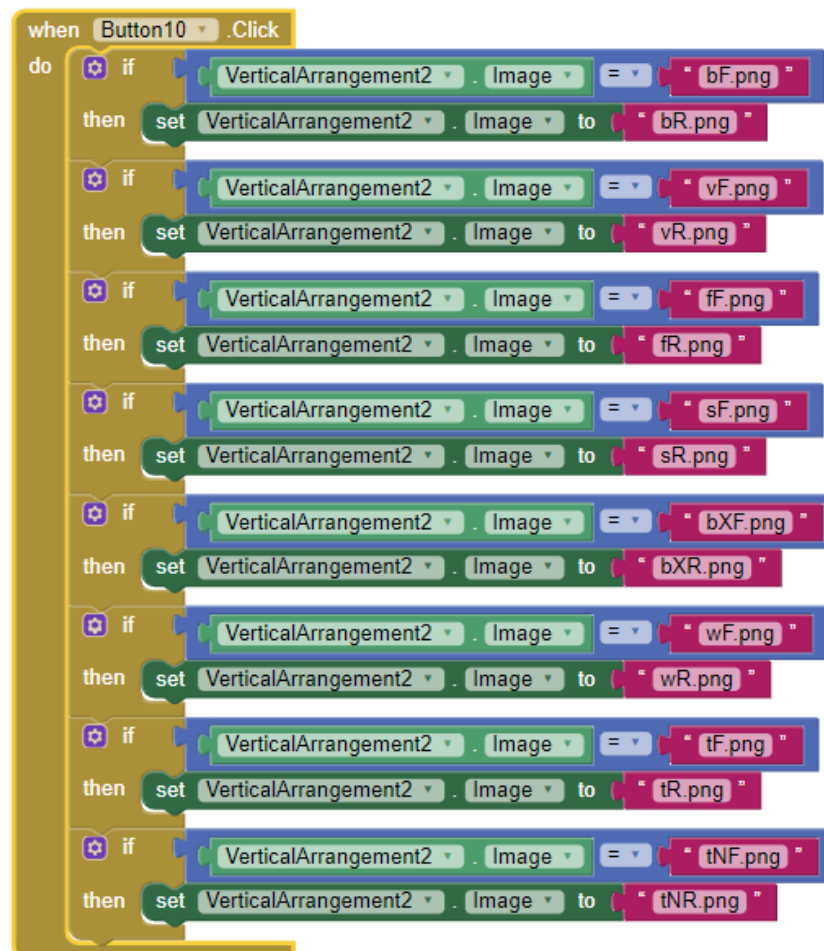 when Button10 .Click
do if VerticalArrangement2 . Image = " bF.png "
then set VerticalArrangement2 . Image to " bR.png "
if VerticalArrangement2 . Image = " vF.png "
then set VerticalArrangement2 . Image to " vR.png "
if VerticalArrangement2 . Image = " fF.png "
then set VerticalArrangement2 . Image to " fR.png "
if VerticalArrangement2 . Image = " sF.png "
then set VerticalArrangement2 . Image to " sR.png "
if VerticalArrangement2 . Image = " bXF.png "
then set VerticalArrangement2 . Image to " bXR.png "
if VerticalArrangement2 . Image = " wF.png "
then set VerticalArrangement2 . Image to " wR.png "
if VerticalArrangement2 . Image = " tF.png "
then set VerticalArrangement2 . Image to " tR.png "
if VerticalArrangement2 . Image = " tNF.png "
then set VerticalArrangement2 . Image to " tNR.png "